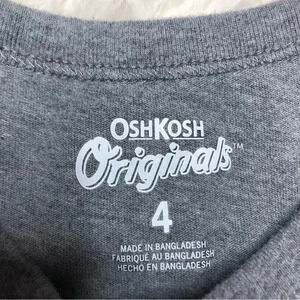 OSHKOSH
Originals™
4
MADE IN BANGLADESH
FABRIQUÉ AU BANGLADESH
HECHO EN BANGLADESH